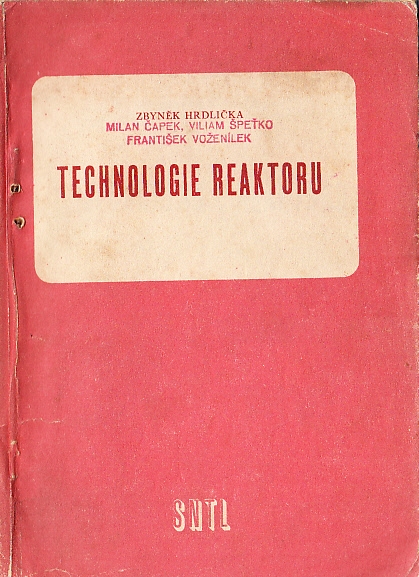 ZBYNĚK HRDLIČKA
MILAN ČAPEK, VILIAM ŠPEŤKO
FRANTIŠEK VOŽENÍLEK
TECHNOLOGIE REAKTORU
SNTL